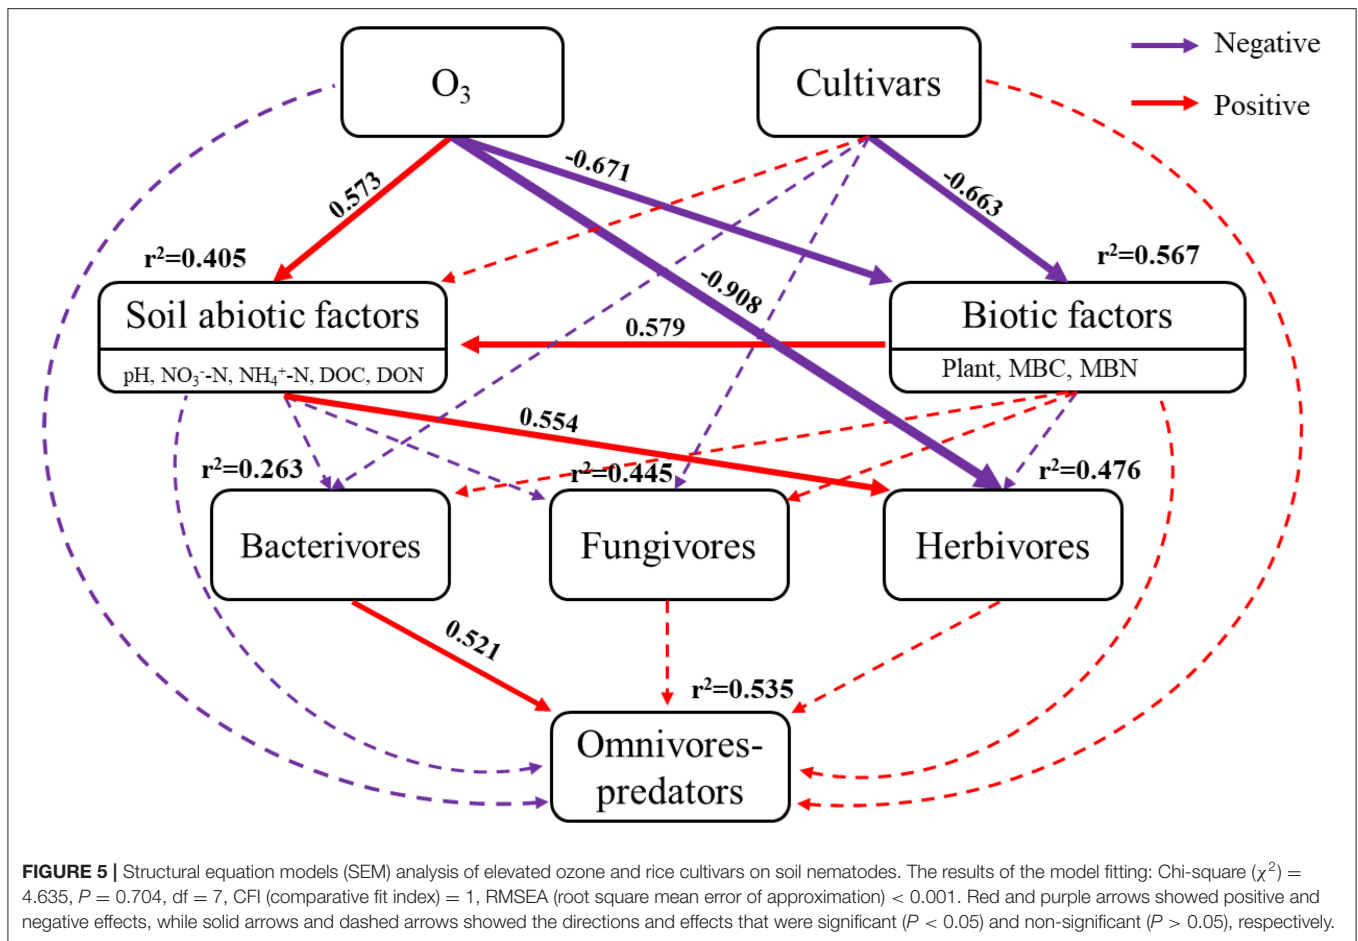 O₃
Cultivars
Negative
Positive
0.573
-0.671
-0.663
r²=0.405
r²=0.567
Soil abiotic factors
pH, NO₃⁻-N, NH₄⁺-N, DOC, DON
-0.908
0.579
Biotic factors
Plant, MBC, MBN
0.554
r²=0.263
r²=0.445
r²=0.476
Bacterivores
Fungivores
Herbivores
0.521
r²=0.535
Omnivores-
predators
FIGURE 5 | Structural equation models (SEM) analysis of elevated ozone and rice cultivars on soil nematodes. The results of the model fitting: Chi-square (χ²) =
4.635, P = 0.704, df = 7, CFI (comparative fit index) = 1, RMSEA (root square mean error of approximation) < 0.001. Red and purple arrows showed positive and
negative effects, while solid arrows and dashed arrows showed the directions and effects that were significant (P < 0.05) and non-significant (P > 0.05), respectively.